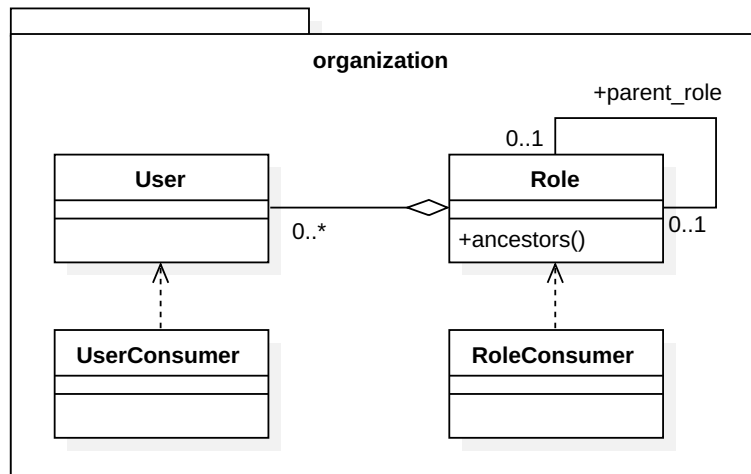 organization
+parent_role
0..1
User
Role
0..*
0..1
+ancestors()
UserConsumer
RoleConsumer